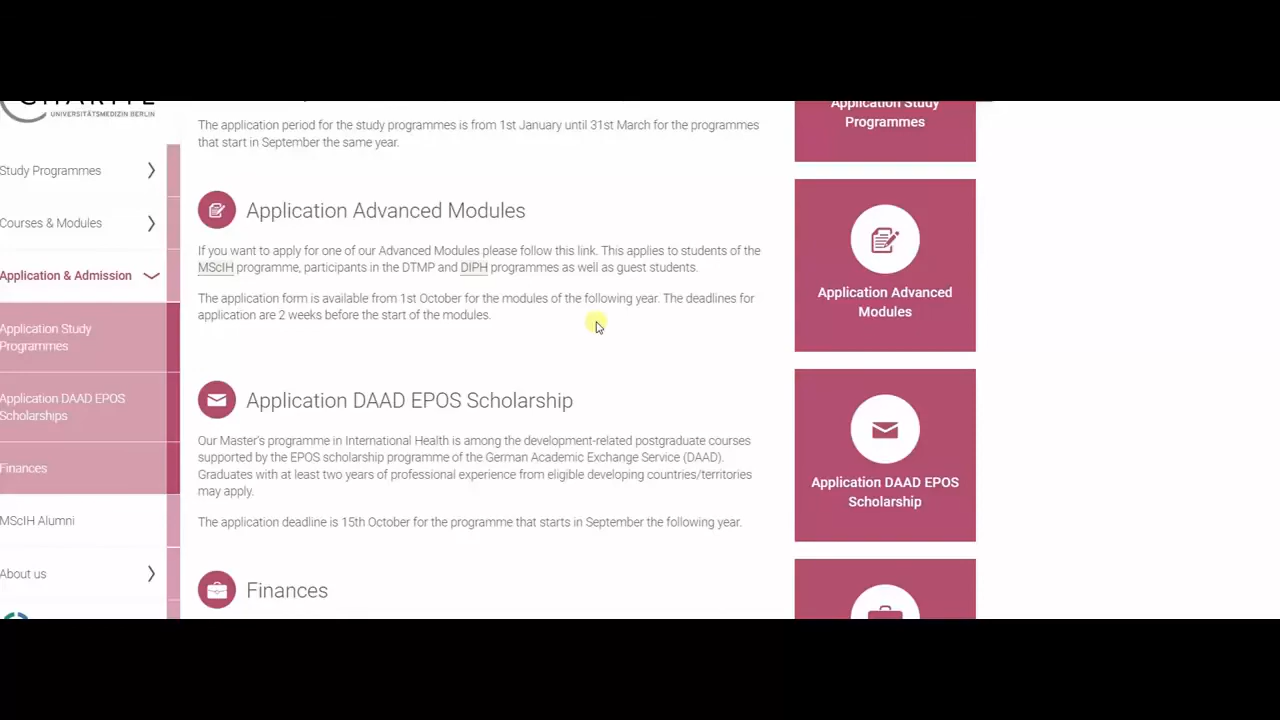 UNIVERSITÄTSMEDIZIN BERLIN
Study Programmes
Courses & Modules
Application & Admission
Application Study
Programmes
Application DAAD EPOS
Scholarships
Finances
MScIH Alumni
About us
The application period for the study programmes is from 1st January until 31st March for the programmes
that start in September the same year.
Application Advanced Modules
If you want to apply for one of our Advanced Modules please follow this link. This applies to students of the
MScIH programme, participants in the DTMP and DIPH programmes as well as guest students.
The application form is available from 1st October for the modules of the following year. The deadlines for
application are 2 weeks before the start of the modules.
Application DAAD EPOS Scholarship
Our Master's programme in International Health is among the development-related postgraduate courses
supported by the EPOS scholarship programme of the German Academic Exchange Service (DAAD).
Graduates with at least two years of professional experience from eligible developing countries/territories
may apply.
The application deadline is 15th October for the programme that starts in September the following year.
Finances
Application Study
Programmes
Application Advanced
Modules
Application DAAD EPOS
Scholarship